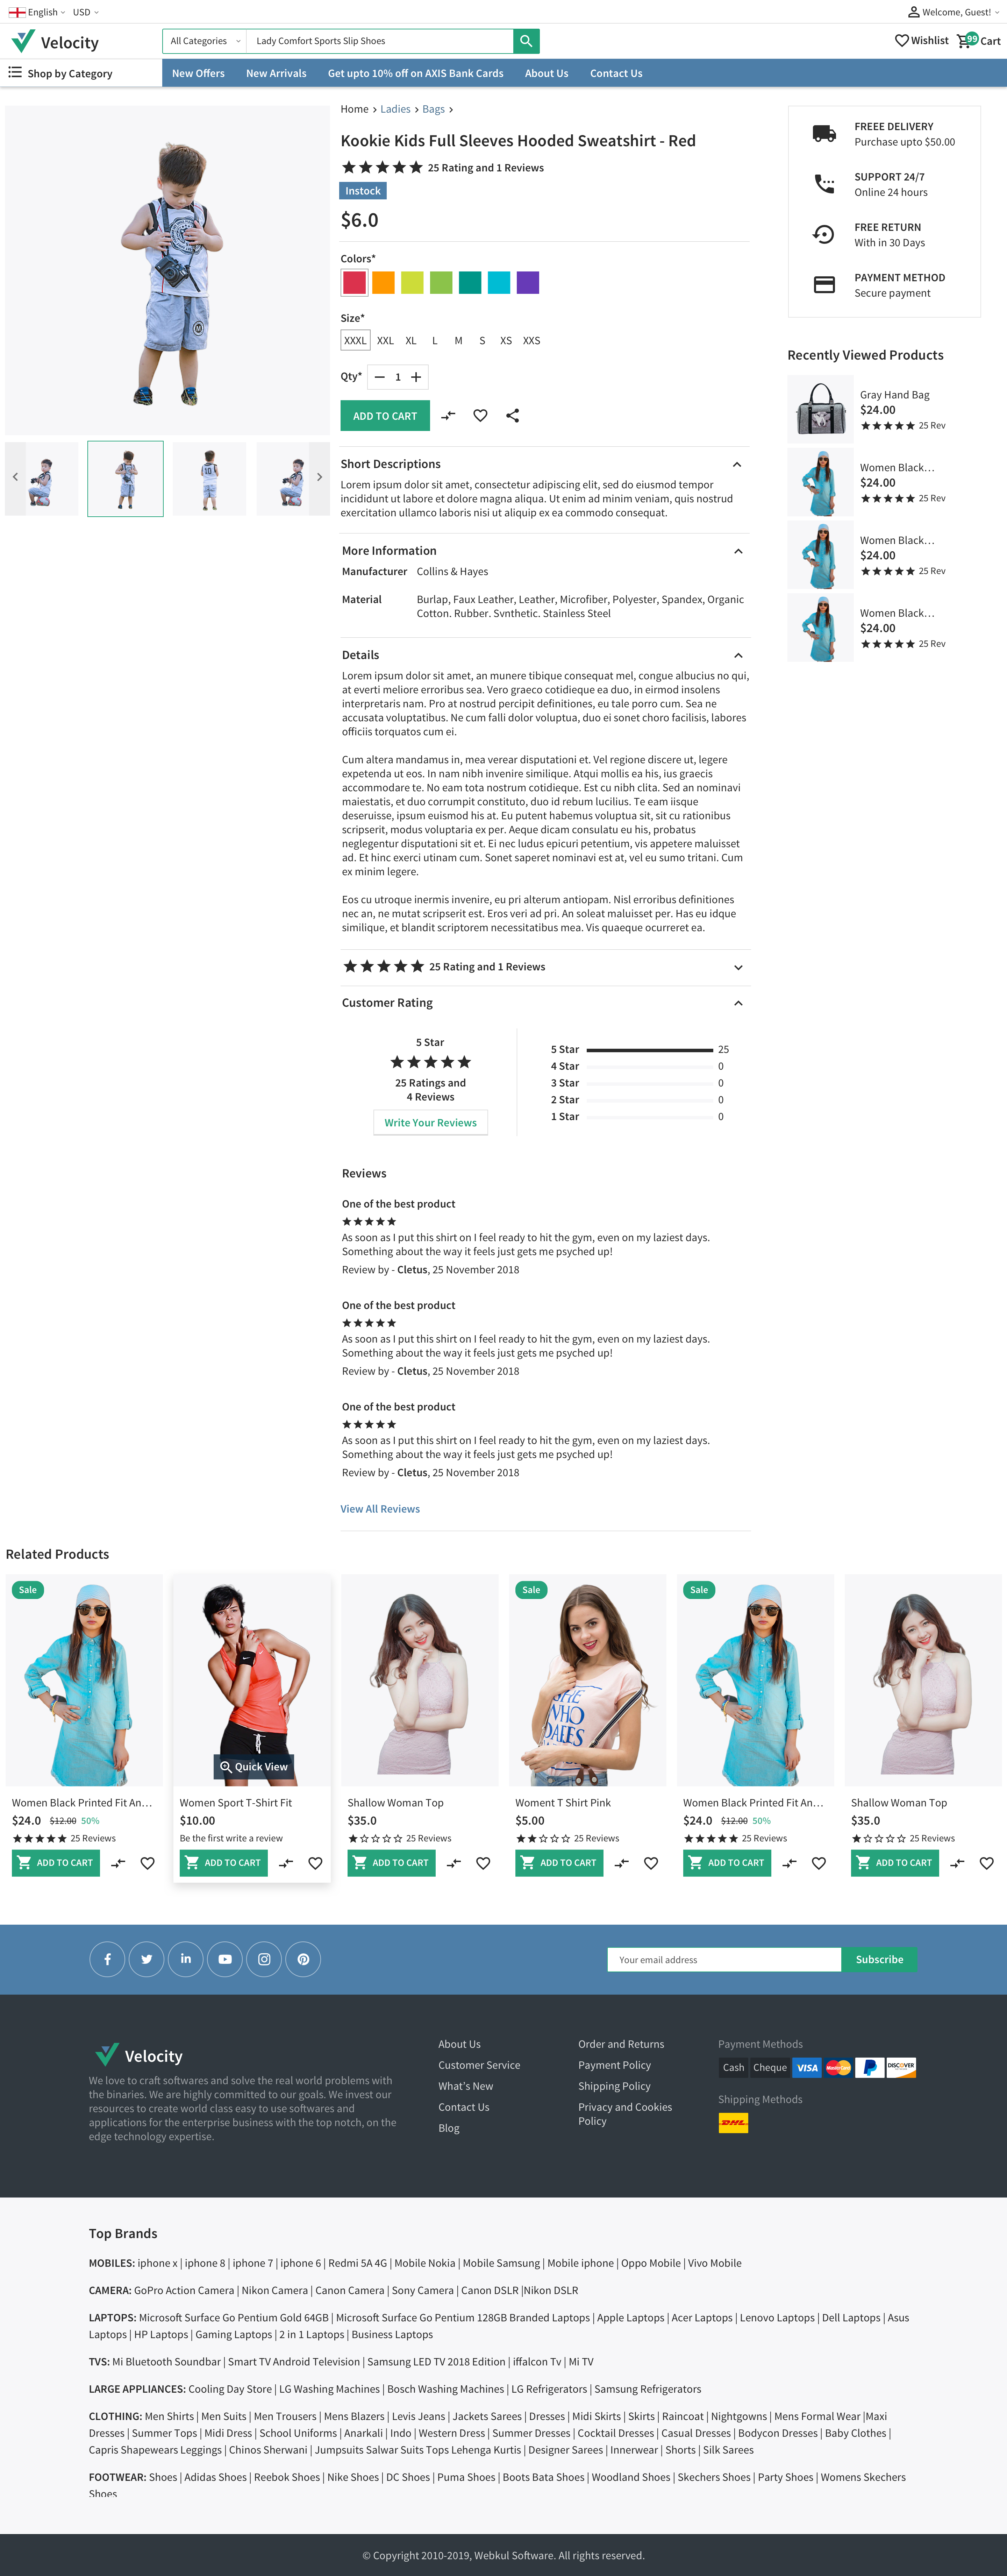 English USD Welcome, Guest!
Velocity All Categories Lady Comfort Sports Slip Shoes Wishlist 99 Cart
Shop by Category New Offers New Arrivals Get upto 10% off on AXIS Bank Cards About Us Contact Us
Home > Ladies > Bags >
Kookie Kids Full Sleeves Hooded Sweatshirt - Red
25 Rating and 1 Reviews
Instock
$6.0
Colors*
Size*
XXXL XXL XL L M S XS XXS
Qty* 1
ADD TO CART
Short Descriptions
Lorem ipsum dolor sit amet, consectetur adipiscing elit, sed do eiusmod tempor
incididunt ut labore et dolore magna aliqua. Ut enim ad minim veniam, quis nostrud
exercitation ullamco laboris nisi ut aliquip ex ea commodo consequat.
More Information
Manufacturer Collins & Hayes
Material Burlap, Faux Leather, Leather, Microfiber, Polyester, Spandex, Organic
Cotton, Rubber, Synthetic, Stainless Steel
Details
Lorem ipsum dolor sit amet, an munere tibique consequat mel, congue albucius no qui,
at everti meliore erroribus sea. Vero graeco cotidieque ea duo, in eirmod insolens
interpretaris nam. Pro at nostrud percipit definitiones, eu tale porro cum. Sea ne
accusata voluptatibus. Ne cum falli dolor voluptua, duo ei sonet choro facilisis, labores
officiis torquatos cum ei.
Cum altera mandamus in, mea verear disputationi et. Vel regione discere ut, legere
expetenda ut eos. In nam nibh invenire similique. Atqui mollis ea his, ius graecis
accommodare te. No eam tota nostrum cotidieque. Est cu nibh clita. Sed an nominavi
maiestatis, et duo corrumpit constituto, duo id rebum lucilius. Te eam iisque
deseruisse, ipsum euismod his at. Eu putent habemus voluptua sit, sit cu rationibus
scripserit, modus voluptaria ex per. Aeque dicam consulatu eu his, probatus
neglegentur disputationi sit et. Ei nec ludus epicuri petentium, vis appetere maluisset
ad. Et hinc exerci utinam cum. Sonet saperet nominavi est at, vel eu sumo tritani. Cum
ex minim legere.
Eos cu utroque inermis invenire, eu pri alterum antiopam. Nisl erroribus definitiones
nec an, ne mutat scripserit est. Eros veri ad pri. An soleat maluisset per. Has eu idque
similique, et blandit scriptorem necessitatibus mea. Vis quaeque ocurreret ea.
25 Rating and 1 Reviews
Customer Rating
5 Star
25 Ratings and
4 Reviews
Write Your Reviews
5 Star 25
4 Star 0
3 Star 0
2 Star 0
1 Star 0
Reviews
One of the best product
As soon as I put this shirt on I feel ready to hit the gym, even on my laziest days.
Something about the way it feels just gets me psyched up!
Review by - Cletus, 25 November 2018
One of the best product
As soon as I put this shirt on I feel ready to hit the gym, even on my laziest days.
Something about the way it feels just gets me psyched up!
Review by - Cletus, 25 November 2018
One of the best product
As soon as I put this shirt on I feel ready to hit the gym, even on my laziest days.
Something about the way it feels just gets me psyched up!
Review by - Cletus, 25 November 2018
View All Reviews
FREEE DELIVERY
Purchase upto $50.00
SUPPORT 24/7
Online 24 hours
FREE RETURN
With in 30 Days
PAYMENT METHOD
Secure payment
Recently Viewed Products
Gray Hand Bag
$24.00
25 Rev
Women Black...
$24.00
25 Rev
Women Black...
$24.00
25 Rev
Women Black...
$24.00
25 Rev
Related Products
Sale
Women Black Printed Fit An...
$24.0 $12.00 50%
25 Reviews
ADD TO CART
Quick View
Women Sport T-Shirt Fit
$10.00
Be the first write a review
ADD TO CART
Shallow Woman Top
$35.0
25 Reviews
ADD TO CART
Sale
SHE
WHO
DARES
Woment T Shirt Pink
$5.00
25 Reviews
ADD TO CART
Sale
Women Black Printed Fit An...
$24.0 $12.00 50%
25 Reviews
ADD TO CART
Shallow Woman Top
$35.0
25 Reviews
ADD TO CART
Your email address Subscribe
Velocity
We love to craft softwares and solve the real world problems with
the binaries. We are highly committed to our goals. We invest our
resources to create world class easy to use softwares and
applications for the enterprise business with the top notch, on the
edge technology expertise.
About Us
Customer Service
What's New
Contact Us
Blog
Order and Returns
Payment Policy
Shipping Policy
Privacy and Cookies
Policy
Payment Methods
Cash Cheque VISA MasterCard DISCOVER
Shipping Methods
DHL
Top Brands
MOBILES: iphone x | iphone 8 | iphone 7 | iphone 6 | Redmi 5A 4G | Mobile Nokia | Mobile Samsung | Mobile iphone | Oppo Mobile | Vivo Mobile
CAMERA: GoPro Action Camera | Nikon Camera | Canon Camera | Sony Camera | Canon DSLR |Nikon DSLR
LAPTOPS: Microsoft Surface Go Pentium Gold 64GB | Microsoft Surface Go Pentium 128GB Branded Laptops | Apple Laptops | Acer Laptops | Lenovo Laptops | Dell Laptops | Asus
Laptops | HP Laptops | Gaming Laptops | 2 in 1 Laptops | Business Laptops
TVS: Mi Bluetooth Soundbar | Smart TV Android Television | Samsung LED TV 2018 Edition | iffalcon Tv | Mi TV
LARGE APPLIANCES: Cooling Day Store | LG Washing Machines | Bosch Washing Machines | LG Refrigerators | Samsung Refrigerators
CLOTHING: Men Shirts | Men Suits | Men Trousers | Mens Blazers | Levis Jeans | Jackets Sarees | Dresses | Midi Skirts | Skirts | Raincoat | Nightgowns | Mens Formal Wear |Maxi
Dresses | Summer Tops | Midi Dress | School Uniforms | Anarkali | Indo | Western Dress | Summer Dresses | Cocktail Dresses | Casual Dresses | Bodycon Dresses | Baby Clothes |
Capris Shapewears Leggings | Chinos Sherwani | Jumpsuits Salwar Suits Tops Lehenga Kurtis | Designer Sarees | Innerwear | Shorts | Silk Sarees
FOOTWEAR: Shoes | Adidas Shoes | Reebok Shoes | Nike Shoes | DC Shoes | Puma Shoes | Boots Bata Shoes | Woodland Shoes | Skechers Shoes | Party Shoes | Womens Skechers
Shoes
© Copyright 2010-2019, Webkul Software. All rights reserved.